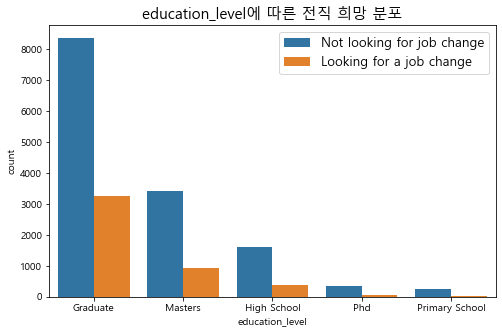 education_level에 따른 전직 희망 분포
Not looking for job change
Looking for a job change
count
8000
7000
6000
5000
4000
3000
2000
1000
0
Graduate
Masters
High School
Phd
Primary School
education_level